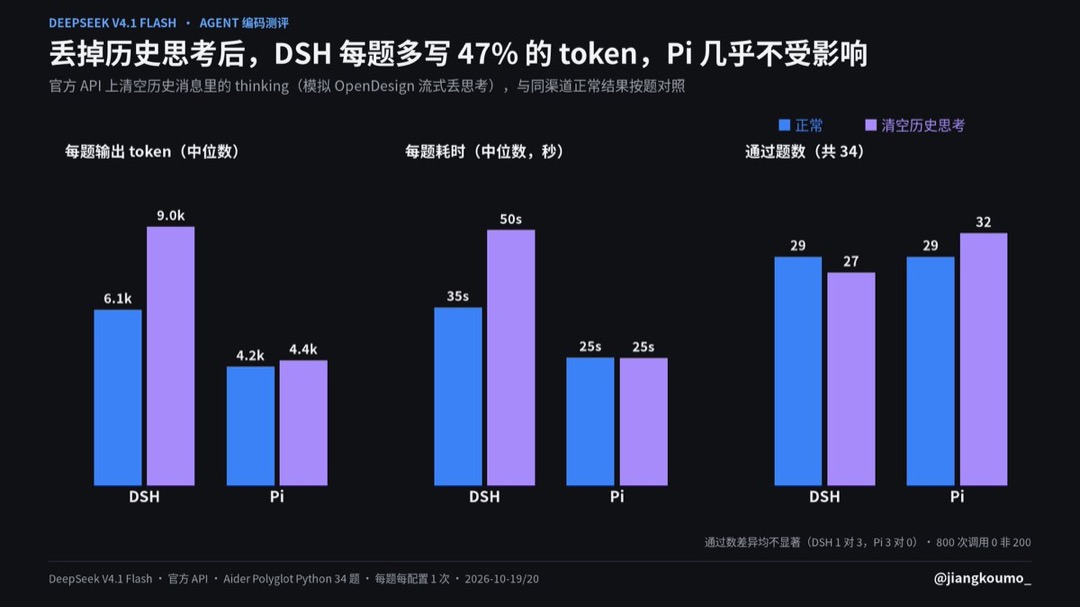 DEEPSEEK V4.1 FLASH • AGENT 编码测评
丢掉历史思考后，DSH 每题多写 47% 的 token，Pi 几乎不受影响
官方 API 上清空历史消息里的 thinking（模拟 OpenDesign 流式丢思考），与同渠道正常结果按题对照
正常 清空历史思考
每题输出 token（中位数）
9.0k
6.1k
4.2k
4.4k
DSH
Pi
每题耗时（中位数，秒）
50s
35s
25s
25s
DSH
Pi
通过题数（共 34）
29
27
29
32
DSH
Pi
通过数差异均不显著（DSH 1 对 3，Pi 3 对 0） • 800 次调用 0 非 200
DeepSeek V4.1 Flash • 官方 API • Aider Polyglot Python 34 题 • 每题每配置 1 次 • 2026-10-19/20
@jiangkoumo_